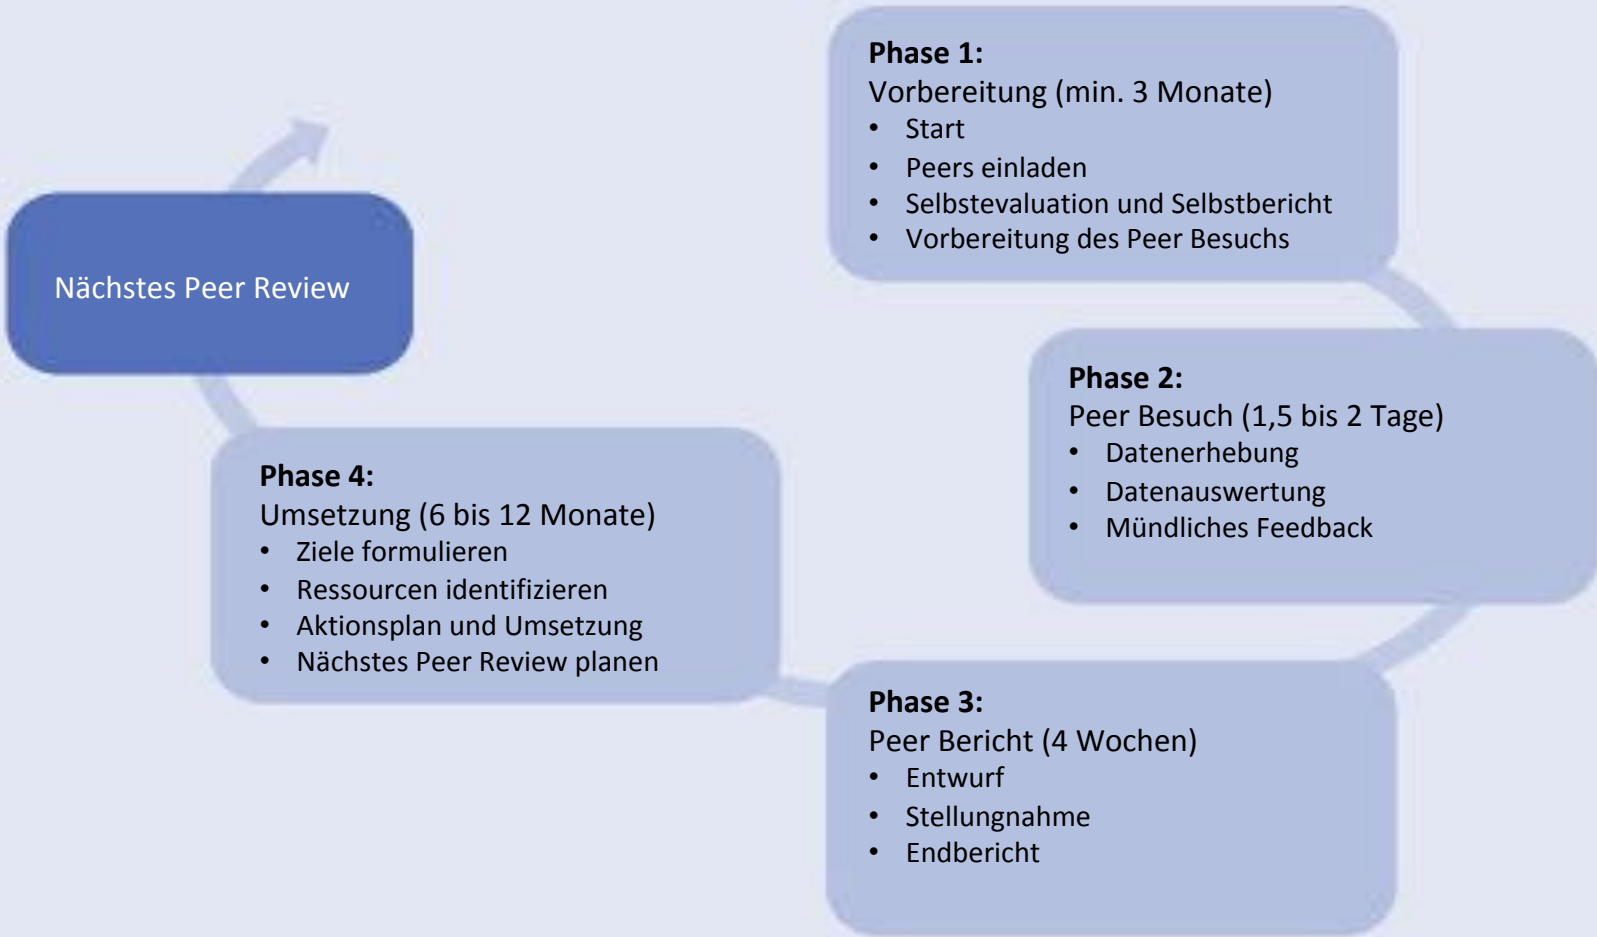 Phase 1:
Vorbereitung (min. 3 Monate)
• Start
• Peers einladen
• Selbstevaluation und Selbstbericht
• Vorbereitung des Peer Besuchs
Phase 2:
Peer Besuch (1,5 bis 2 Tage)
• Datenerhebung
• Datenauswertung
• Mündliches Feedback
Phase 3:
Peer Bericht (4 Wochen)
• Entwurf
• Stellungnahme
• Endbericht
Phase 4:
Umsetzung (6 bis 12 Monate)
• Ziele formulieren
• Ressourcen identifizieren
• Aktionsplan und Umsetzung
• Nächstes Peer Review planen
Nächstes Peer Review